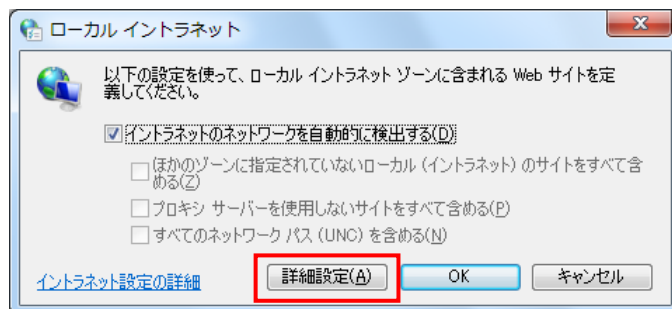 ローカル イントラネット
以下の設定を使って、ローカル イントラネット ゾーンに含まれる Web サイトを定
義してください。
イントラネットのネットワークを自動的に検出する(D)
ほかのゾーンに指定されていないローカル (イントラネット) のサイトをすべて含
める(Z)
プロキシ サーバーを使用しないサイトをすべて含める(P)
すべてのネットワーク パス (UNC) を含める(N)
イントラネット設定の詳細 詳細設定(A) OK キャンセル